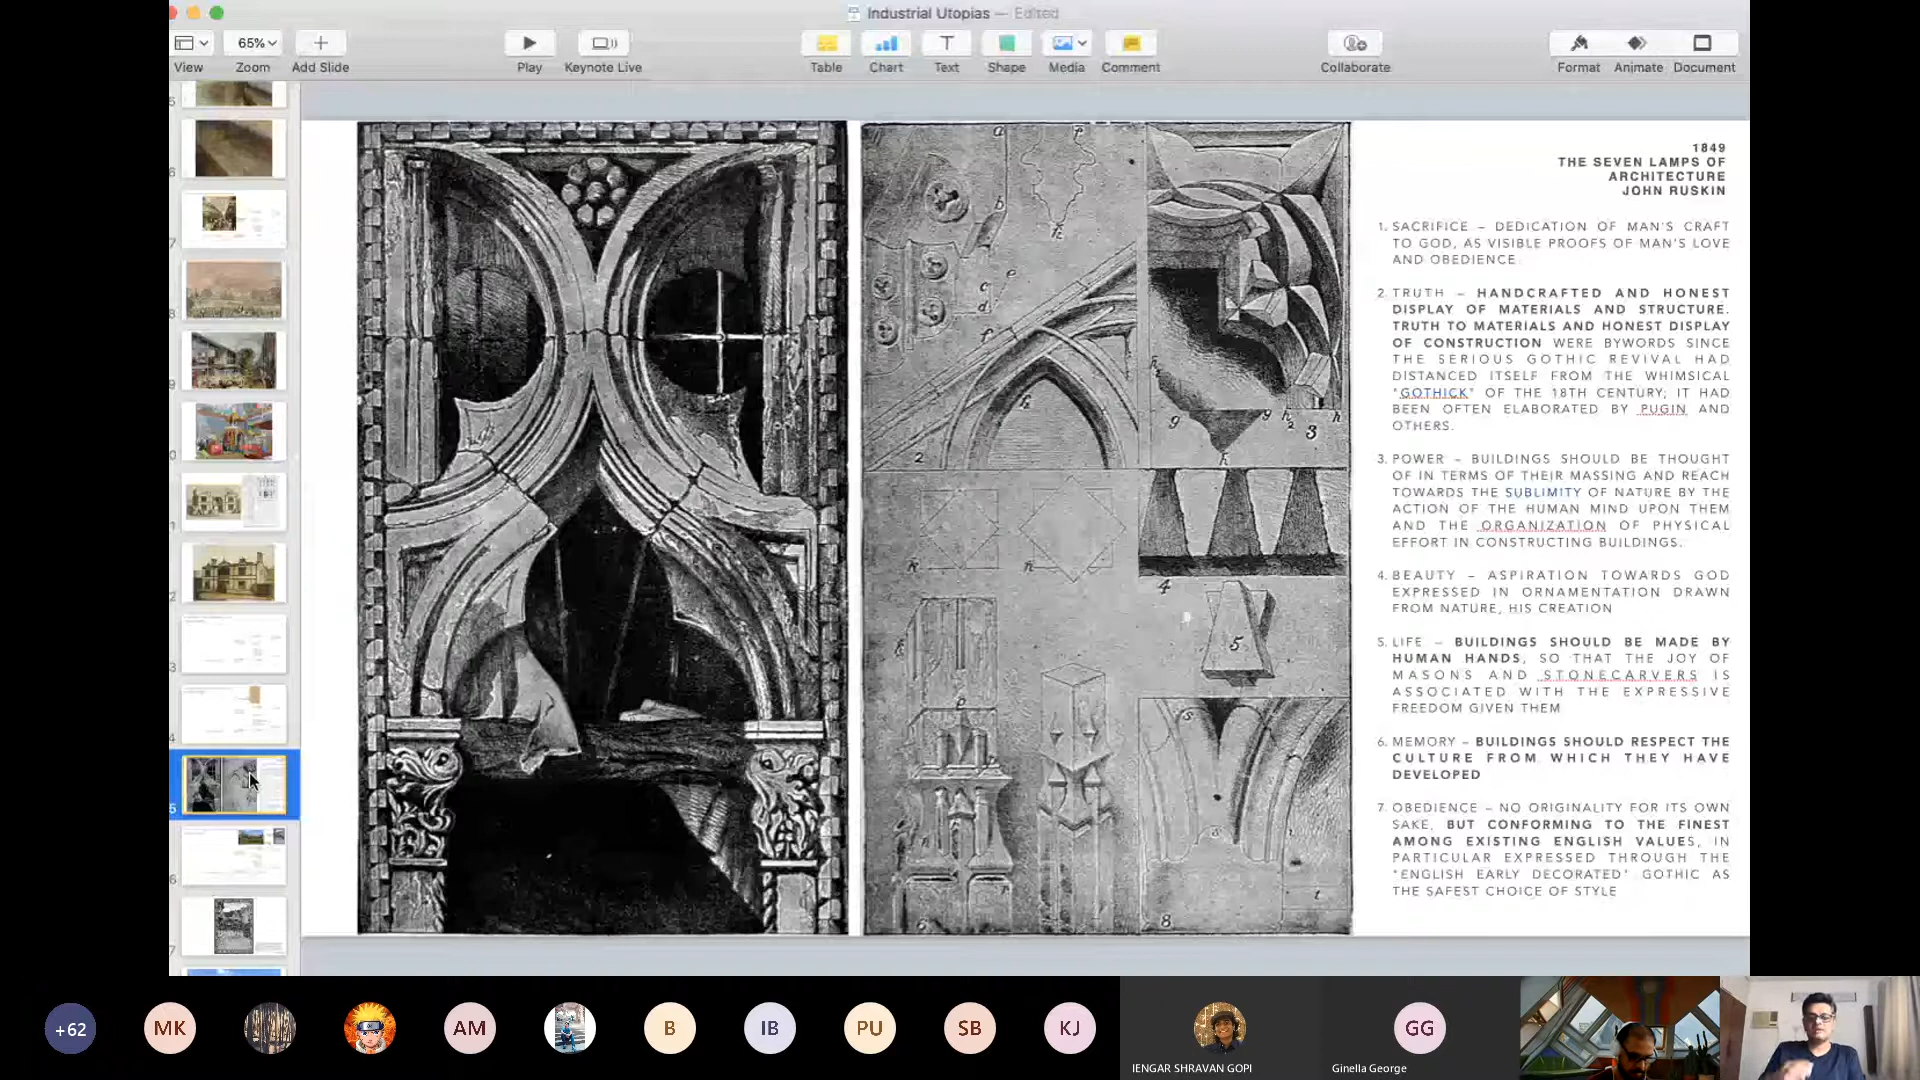 Industrial Utopias — Edited
65%
View
Zoom
Add Slide
Play
Keynote Live
Table
Chart
Text
Shape
Media
Comment
Collaborate
Format
Animate
Document
1849
THE SEVEN LAMPS OF
ARCHITECTURE
JOHN RUSKIN
1. SACRIFICE – DEDICATION OF MAN'S CRAFT
TO GOD, AS VISIBLE PROOFS OF MAN'S LOVE
AND OBEDIENCE.
2. TRUTH – HANDCRAFTED AND HONEST
DISPLAY OF MATERIALS AND STRUCTURE.
TRUTH TO MATERIALS AND HONEST DISPLAY
OF CONSTRUCTION WERE BYWORDS SINCE
THE SERIOUS GOTHIC REVIVAL HAD
DISTANCED ITSELF FROM THE WHIMSICAL
"GOTHICK" OF THE 18TH CENTURY; IT HAD
BEEN OFTEN ELABORATED BY PUGIN AND
OTHERS.
3. POWER – BUILDINGS SHOULD BE THOUGHT
OF IN TERMS OF THEIR MASSING AND REACH
TOWARDS THE SUBLIMITY OF NATURE BY THE
ACTION OF THE HUMAN MIND UPON THEM
AND THE ORGANIZATION OF PHYSICAL
EFFORT IN CONSTRUCTING BUILDINGS.
4. BEAUTY – ASPIRATION TOWARDS GOD
EXPRESSED IN ORNAMENTATION DRAWN
FROM NATURE, HIS CREATION
5. LIFE – BUILDINGS SHOULD BE MADE BY
HUMAN HANDS, SO THAT THE JOY OF
MASONS AND STONECARVERS IS
ASSOCIATED WITH THE EXPRESSIVE
FREEDOM GIVEN THEM
6. MEMORY – BUILDINGS SHOULD RESPECT THE
CULTURE FROM WHICH THEY HAVE
DEVELOPED
7. OBEDIENCE – NO ORIGINALITY FOR ITS OWN
SAKE, BUT CONFORMING TO THE FINEST
AMONG EXISTING ENGLISH VALUES, IN
PARTICULAR EXPRESSED THROUGH THE
"ENGLISH EARLY DECORATED" GOTHIC AS
THE SAFEST CHOICE OF STYLE
a
b
c
d
e
f
g
h
2
3
4
5
8
+62
MK
AM
B
IB
PU
SB
KJ
GG
IENGAR SHRAVAN GOPI
Ginella George